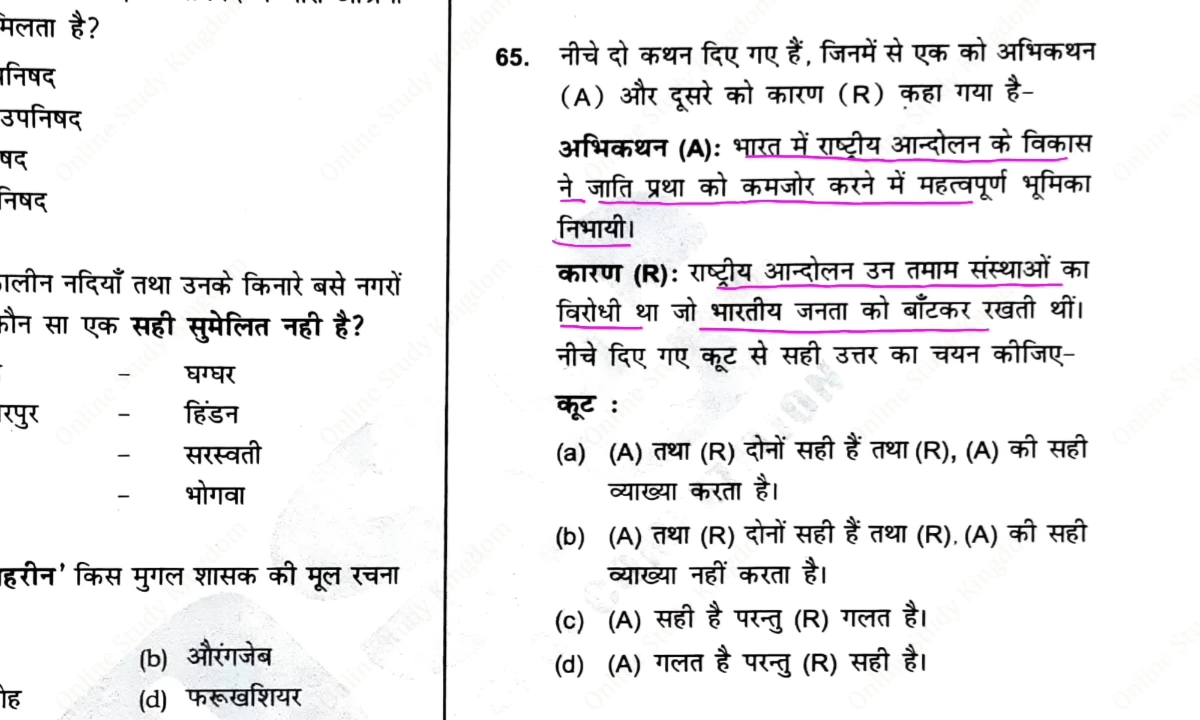 मिलता है?
निषद
उपनिषद
षद
निषद
कालीन नदियाँ तथा उनके किनारे बसे नगरों
कौन सा एक सही सुमेलित नही है?
– घग्घर
रपुर – हिंडन
– सरस्वती
– भोगवा
हरीन' किस मुगल शासक की मूल रचना
(b) औरंगजेब
ोह (d) फरूखशियर
65. नीचे दो कथन दिए गए हैं, जिनमें से एक को अभिकथन
(A) और दूसरे को कारण (R) कहा गया है–
अभिकथन (A): भारत में राष्ट्रीय आन्दोलन के विकास
ने जाति प्रथा को कमजोर करने में महत्वपूर्ण भूमिका
निभायी।
कारण (R): राष्ट्रीय आन्दोलन उन तमाम संस्थाओं का
विरोधी था जो भारतीय जनता को बाँटकर रखती थीं।
नीचे दिए गए कूट से सही उत्तर का चयन कीजिए–
कूट :
(a) (A) तथा (R) दोनों सही हैं तथा (R), (A) की सही
व्याख्या करता है।
(b) (A) तथा (R) दोनों सही हैं तथा (R), (A) की सही
व्याख्या नहीं करता है।
(c) (A) सही है परन्तु (R) गलत है।
(d) (A) गलत है परन्तु (R) सही है।
Online Study Kingdom